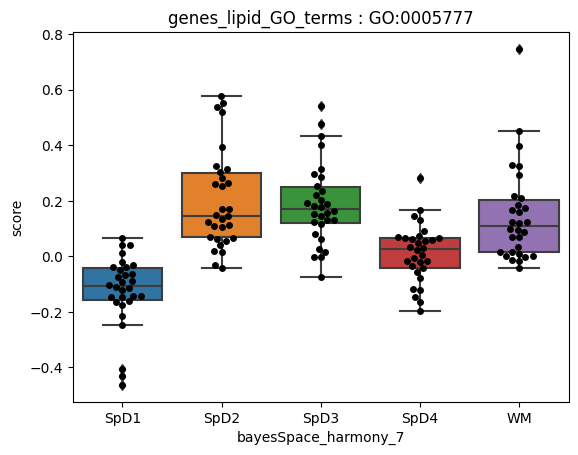 genes_lipid_GO_terms : GO:0005777
0.8
0.6
0.4
0.2
0.0
−0.2
−0.4
score
SpD1 SpD2 SpD3 SpD4 WM
bayesSpace_harmony_7